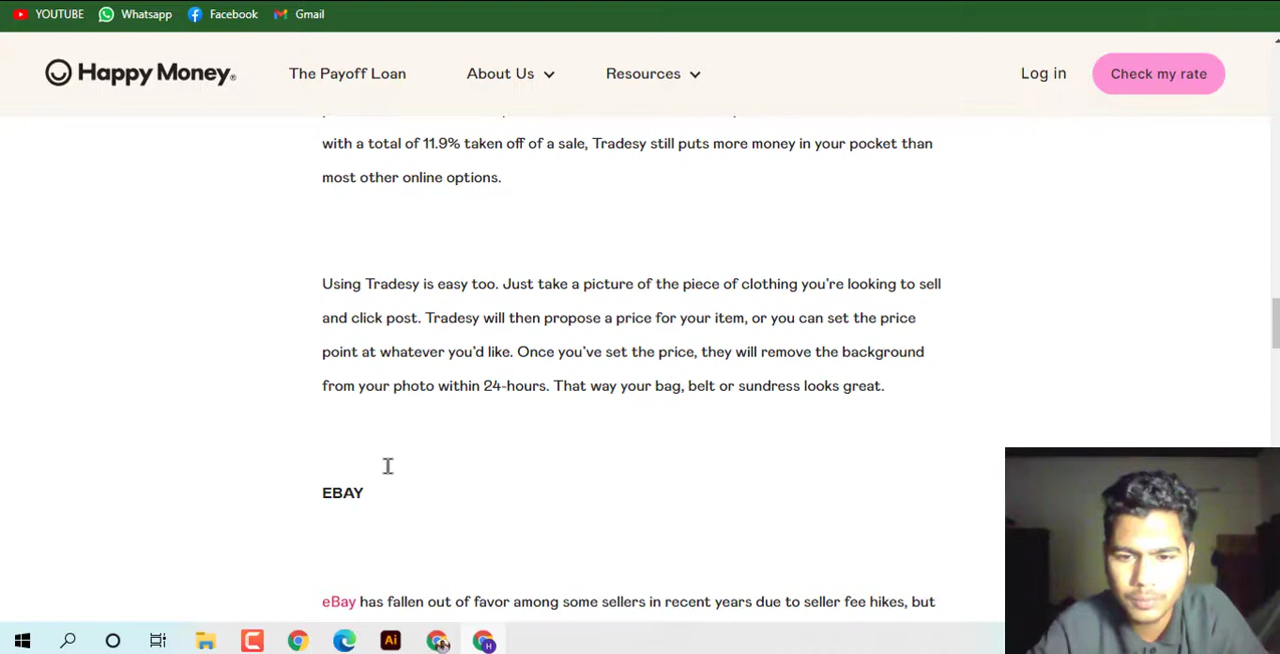 YOUTUBE Whatsapp Facebook Gmail
Happy Money® The Payoff Loan About Us Resources Log in Check my rate
with a total of 11.9% taken off of a sale, Tradesy still puts more money in your pocket than
most other online options.
Using Tradesy is easy too. Just take a picture of the piece of clothing you're looking to sell
and click post. Tradesy will then propose a price for your item, or you can set the price
point at whatever you'd like. Once you've set the price, they will remove the background
from your photo within 24-hours. That way your bag, belt or sundress looks great.
EBAY
eBay has fallen out of favor among some sellers in recent years due to seller fee hikes, but
Ai H